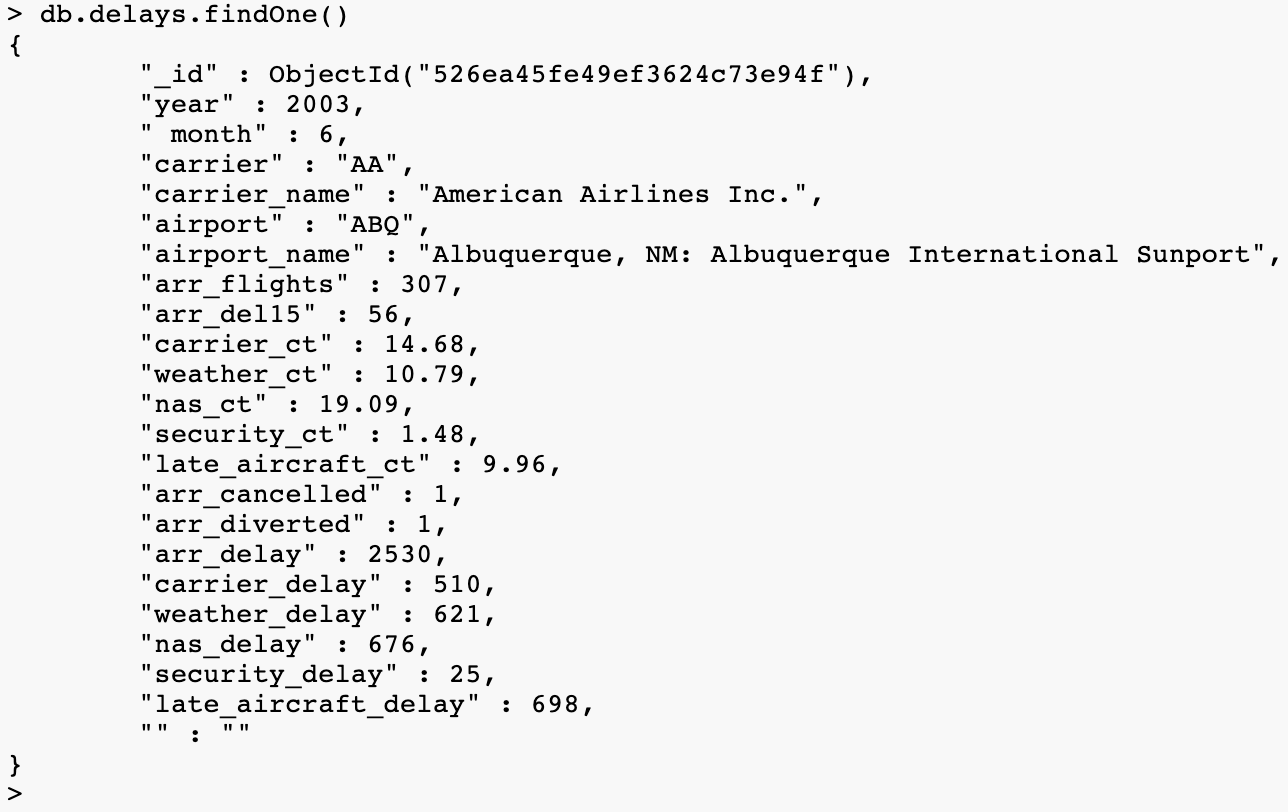 > db.delays.findOne()
{
"_id" : ObjectId("526ea45fe49ef3624c73e94f"),
"year" : 2003,
" month" : 6,
"carrier" : "AA",
"carrier_name" : "American Airlines Inc.",
"airport" : "ABQ",
"airport_name" : "Albuquerque, NM: Albuquerque International Sunport",
"arr_flights" : 307,
"arr_del15" : 56,
"carrier_ct" : 14.68,
"weather_ct" : 10.79,
"nas_ct" : 19.09,
"security_ct" : 1.48,
"late_aircraft_ct" : 9.96,
"arr_cancelled" : 1,
"arr_diverted" : 1,
"arr_delay" : 2530,
"carrier_delay" : 510,
"weather_delay" : 621,
"nas_delay" : 676,
"security_delay" : 25,
"late_aircraft_delay" : 698,
"" : ""
}
>